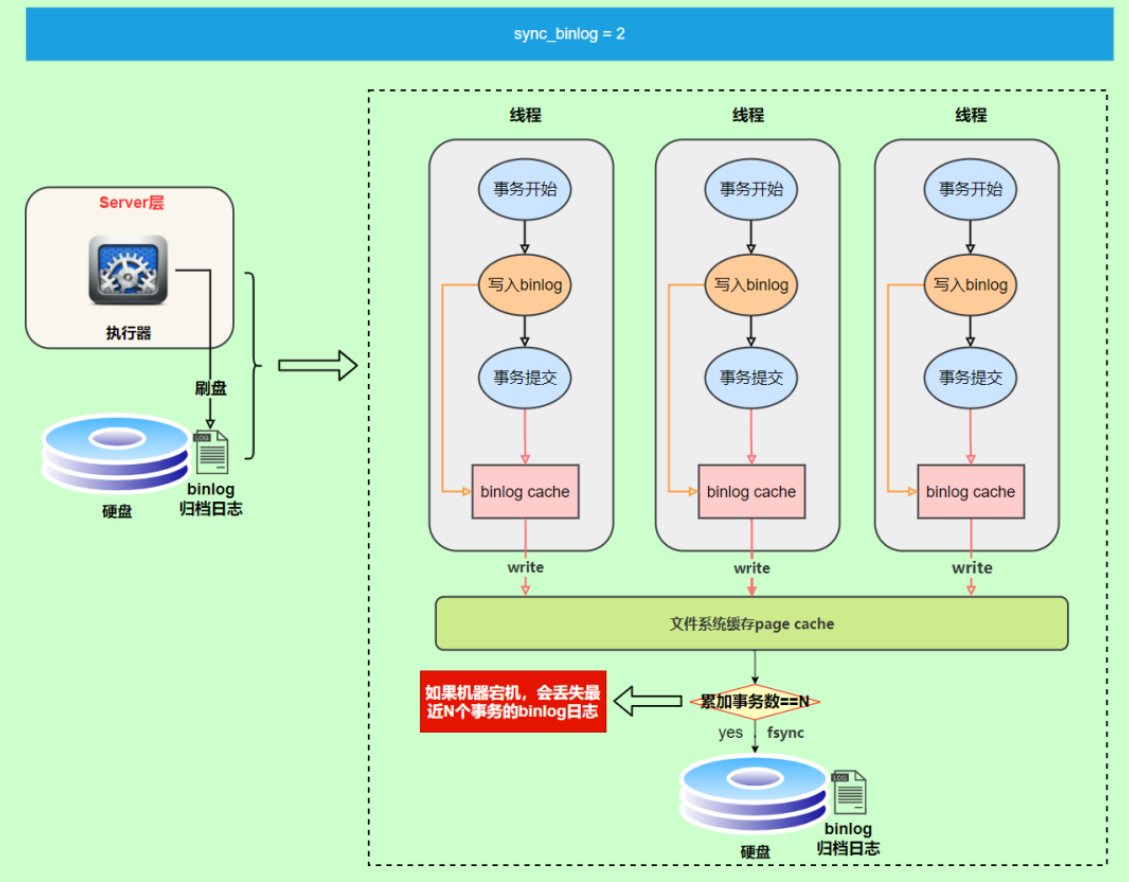 sync_binlog = 2
Server层
执行器
刷盘
LOG
binlog
归档日志
硬盘
线程
线程
线程
事务开始
事务开始
事务开始
写入binlog
写入binlog
写入binlog
事务提交
事务提交
事务提交
binlog cache
binlog cache
binlog cache
write
write
write
文件系统缓存page cache
如果机器宕机，会丢失最
近N个事务的binlog日志
累加事务数==N
yes
fsync
LOG
binlog
归档日志
硬盘